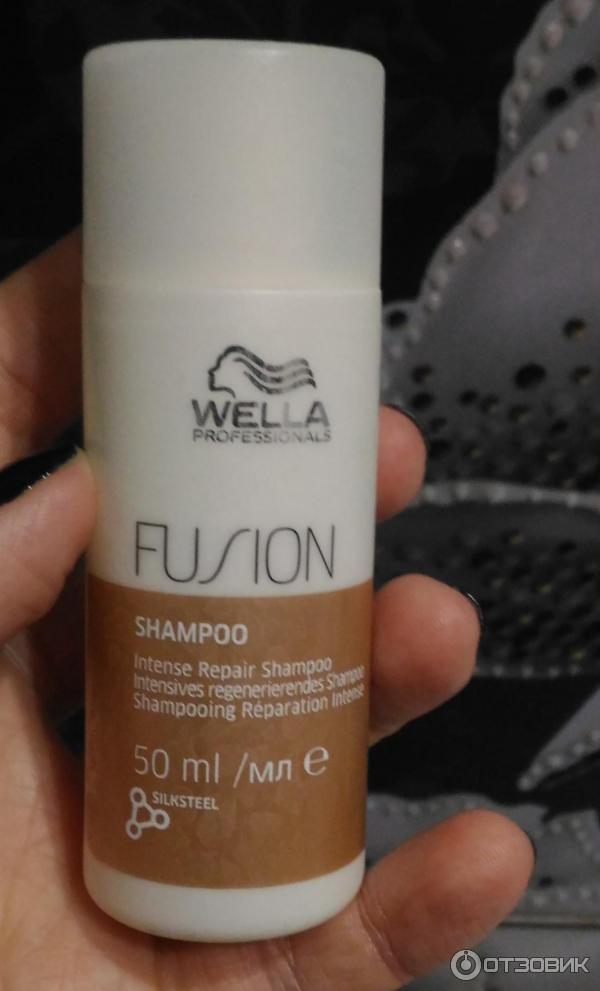 WELLA
PROFESSIONALS
FUSION
SHAMPOO
Intense Repair Shampoo
Intensives regenerierendes Shampoo
Shampooing Réparation Intense
50 ml /мл e
SILKSTEEL
ОТЗОВИК